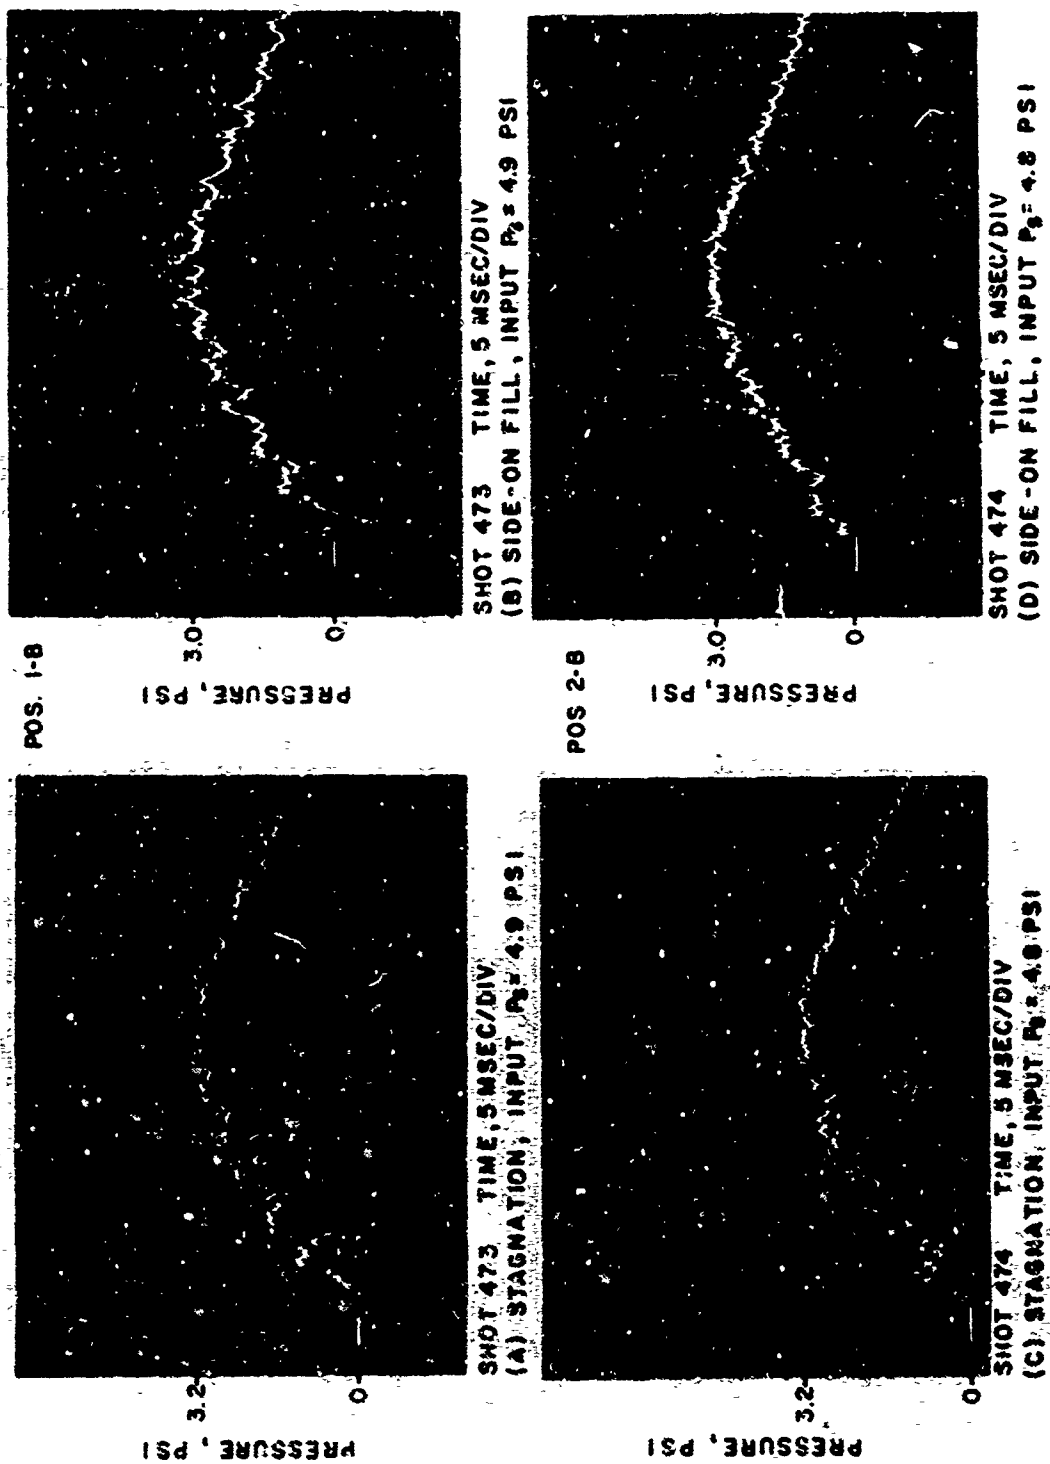 PRESSURE, PSI
3.2
0
SHOT 473 TIME, 5 MSEC/DIV
(A) STAGNATION, INPUT Ps = 4.9 PSI
POS. 1-B
PRESSURE, PSI
3.0
0
SHOT 473 TIME, 5 MSEC/DIV
(B) SIDE-ON FILL, INPUT Ps = 4.9 PSI
PRESSURE, PSI
3.2
0
SHOT 474 TIME, 5 MSEC/DIV
(C) STAGNATION, INPUT Ps = 4.8 PSI
POS 2-B
PRESSURE, PSI
3.0
0
SHOT 474 TIME, 5 MSEC/DIV
(D) SIDE-ON FILL, INPUT Ps = 4.8 PSI